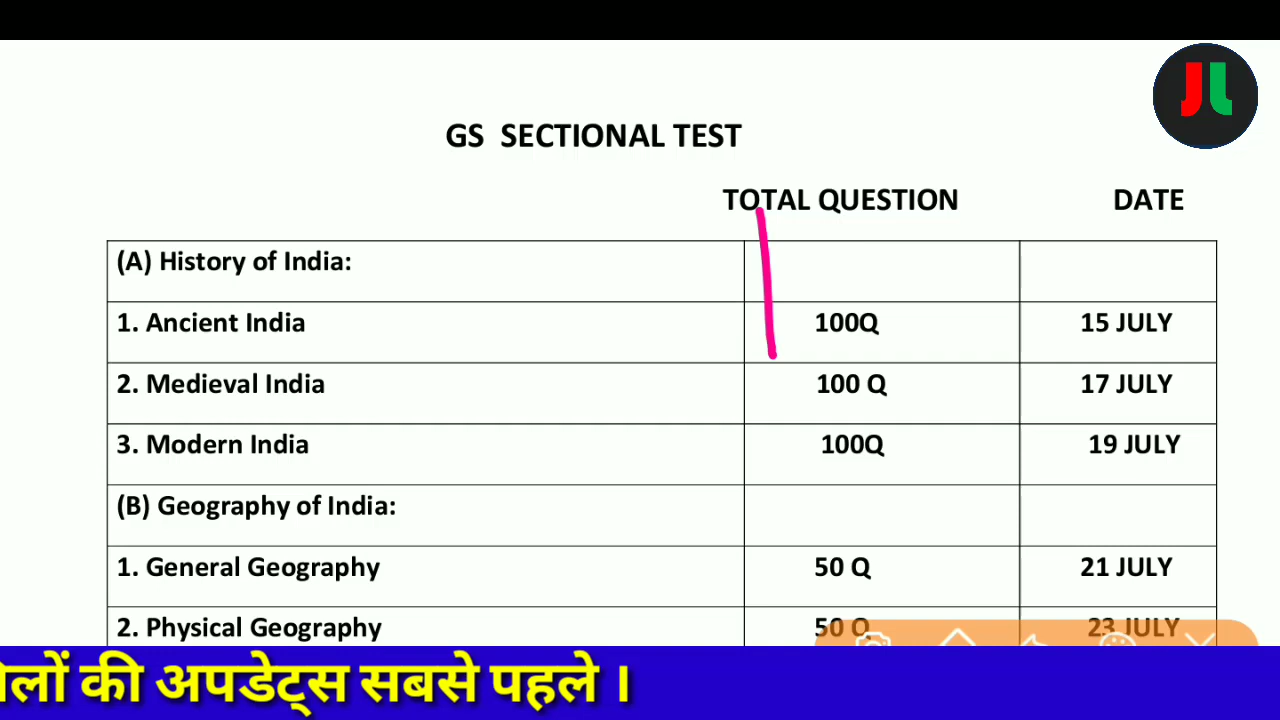 JL
GS SECTIONAL TEST
TOTAL QUESTION DATE
(A) History of India:
1. Ancient India 100Q 15 JULY
2. Medieval India 100 Q 17 JULY
3. Modern India 100Q 19 JULY
(B) Geography of India:
1. General Geography 50 Q 21 JULY
2. Physical Geography 50 Q 23 JULY
की अपडेट्स सबसे पहले ।